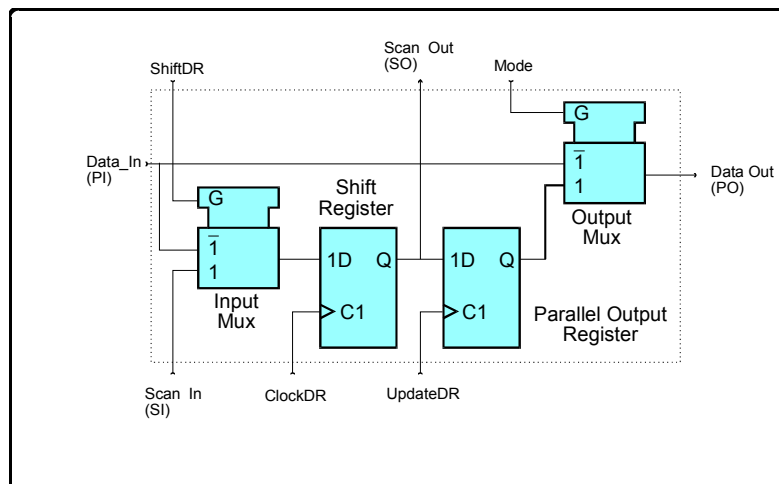 Scan Out
(SO)
ShiftDR
Mode
G
Data_In
(PI)
1
1
Data Out
(PO)
Shift
Register
G
Output
Mux
1
1
1D
Q
1D
Q
Input
Mux
C1
C1
Parallel Output
Register
Scan In
(SI)
ClockDR
UpdateDR